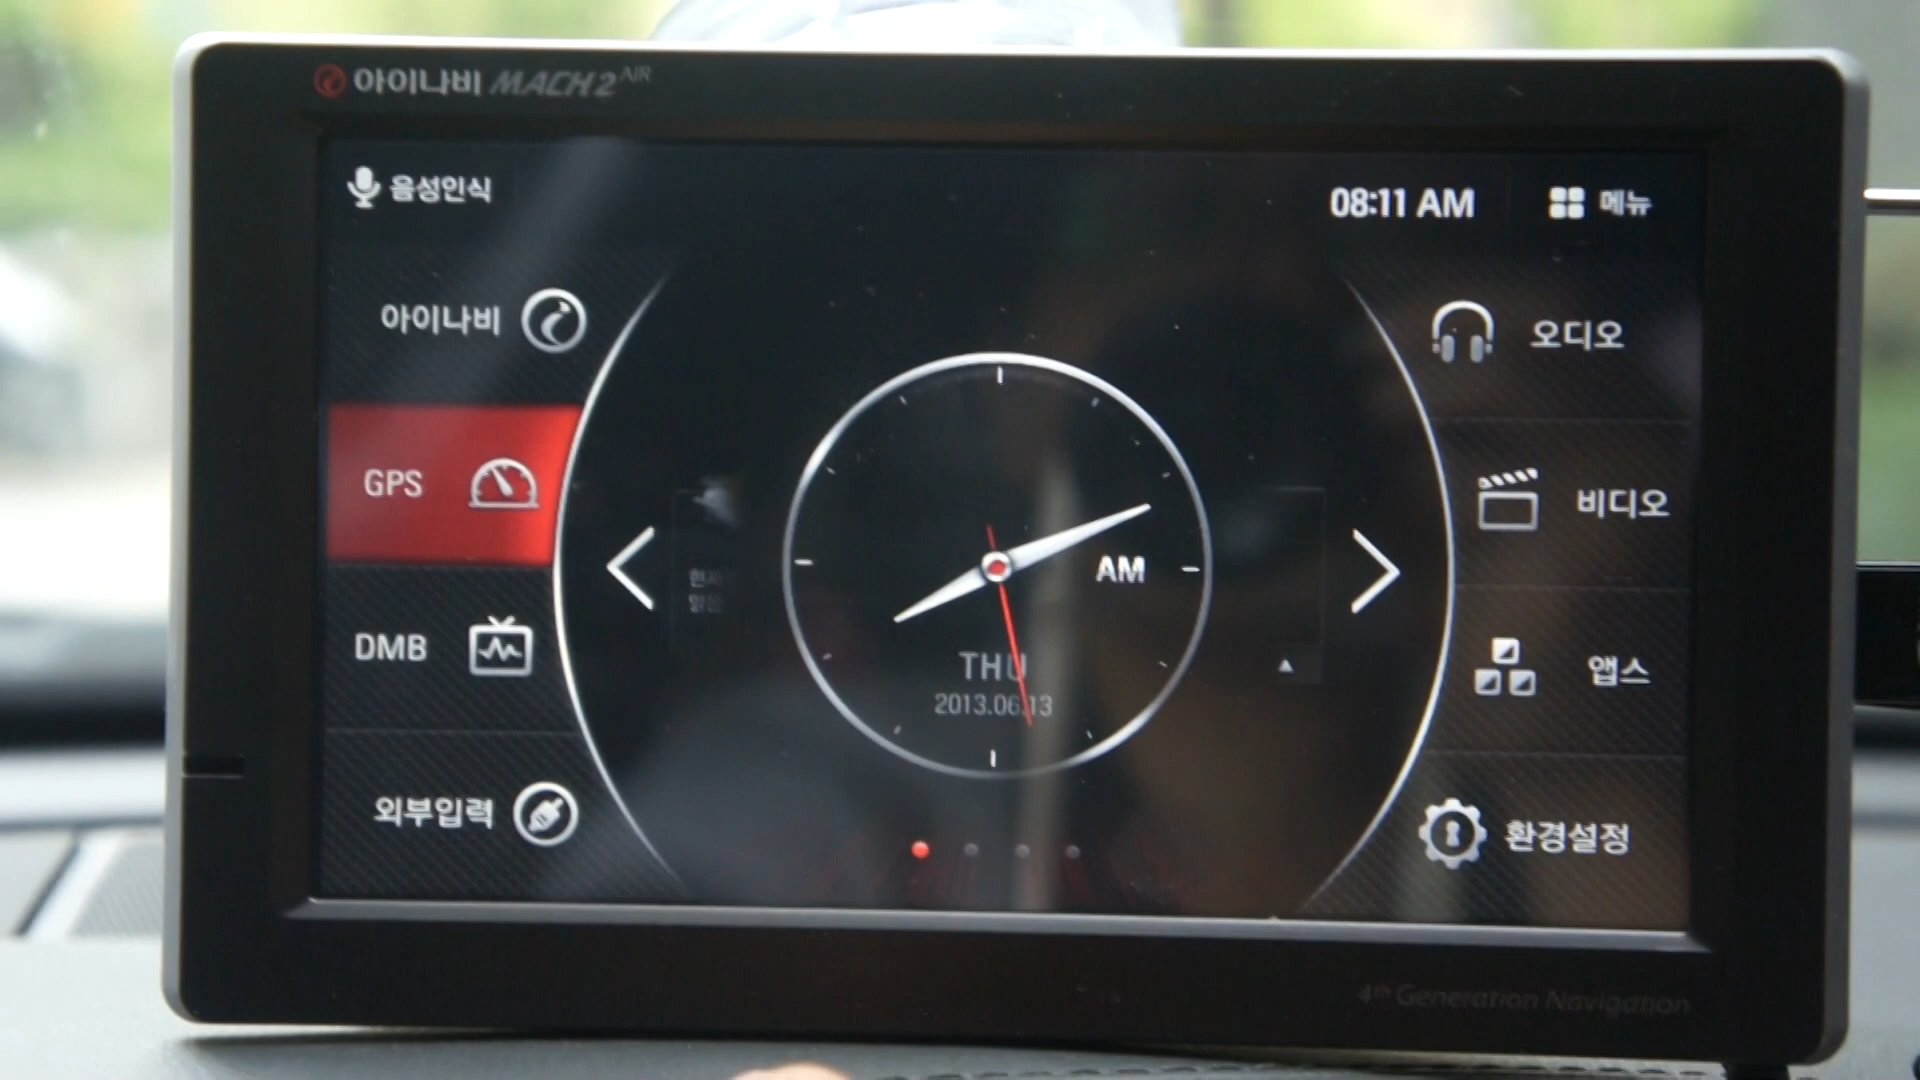 아이나비 MACH 2 AIR
음성인식
08:11 AM
메뉴
아이나비
GPS
DMB
외부입력
AM
THU
2013.06.13
오디오
비디오
앱스
환경설정
4th Generation Navigation